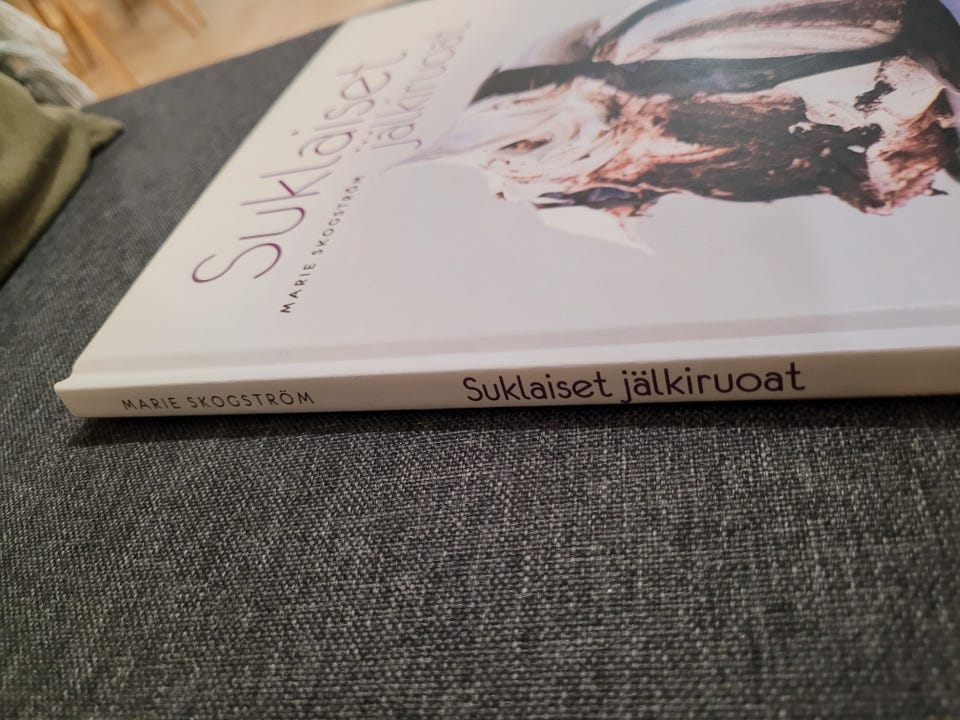 Suklaiset
jälkiruoat
MARIE SKOGSTRÖM
MARIE SKOGSTRÖM
Suklaiset jälkiruoat